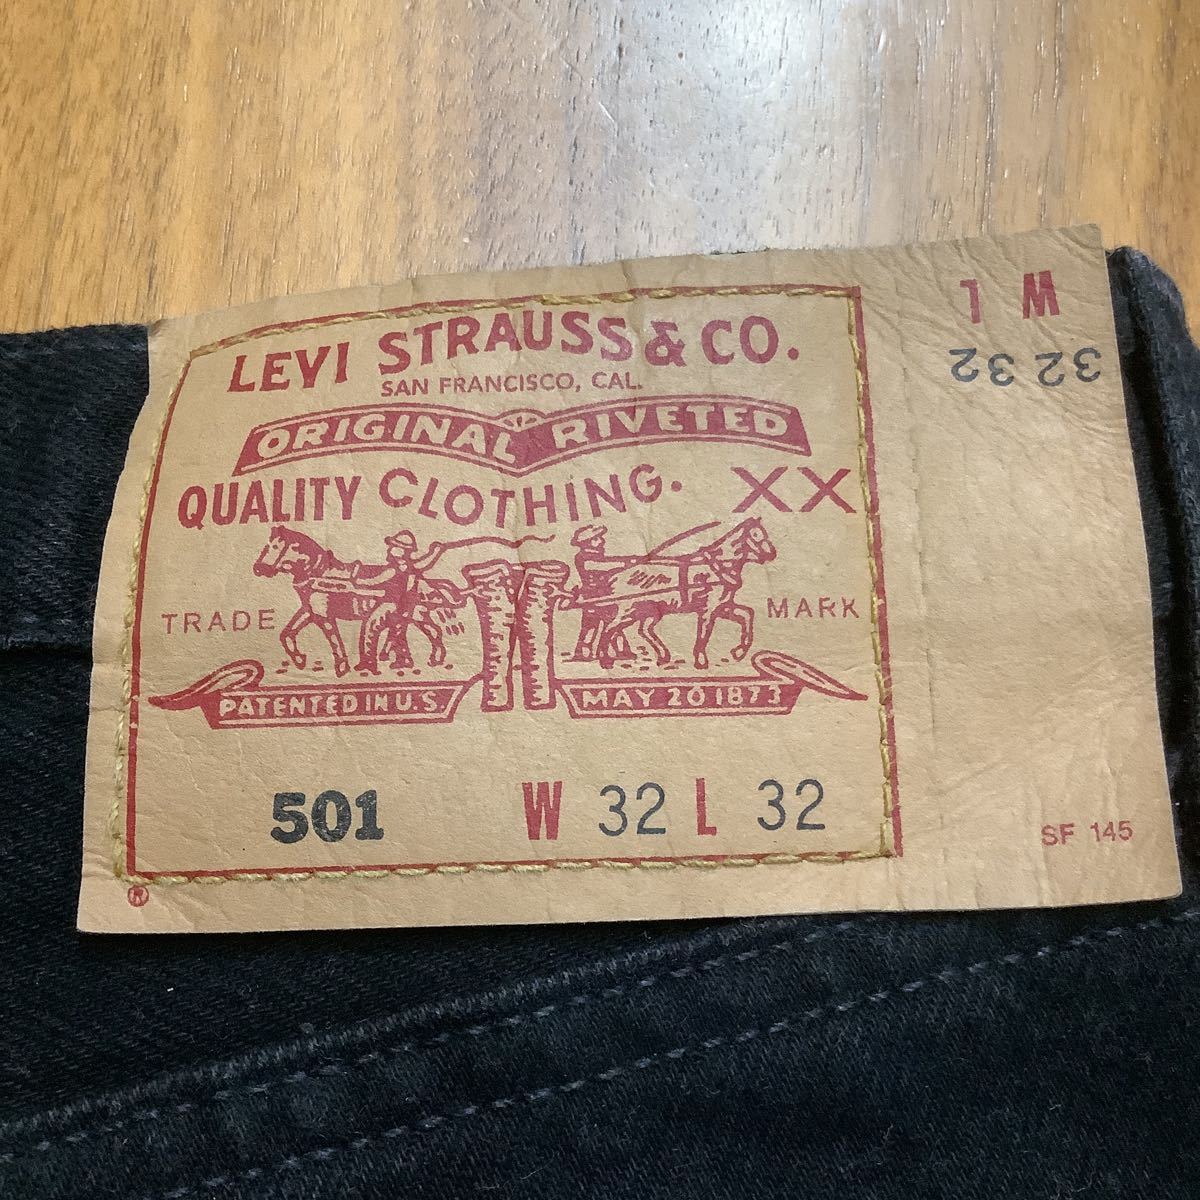 LEVI STRAUSS & CO.
SAN FRANCISCO, CAL.
ORIGINAL RIVETED
QUALITY CLOTHING. XX
TRADE MARK
PATENTED IN U.S. MAY 20 1873
501 W 32 L 32
®
W L
32 32
SF 145